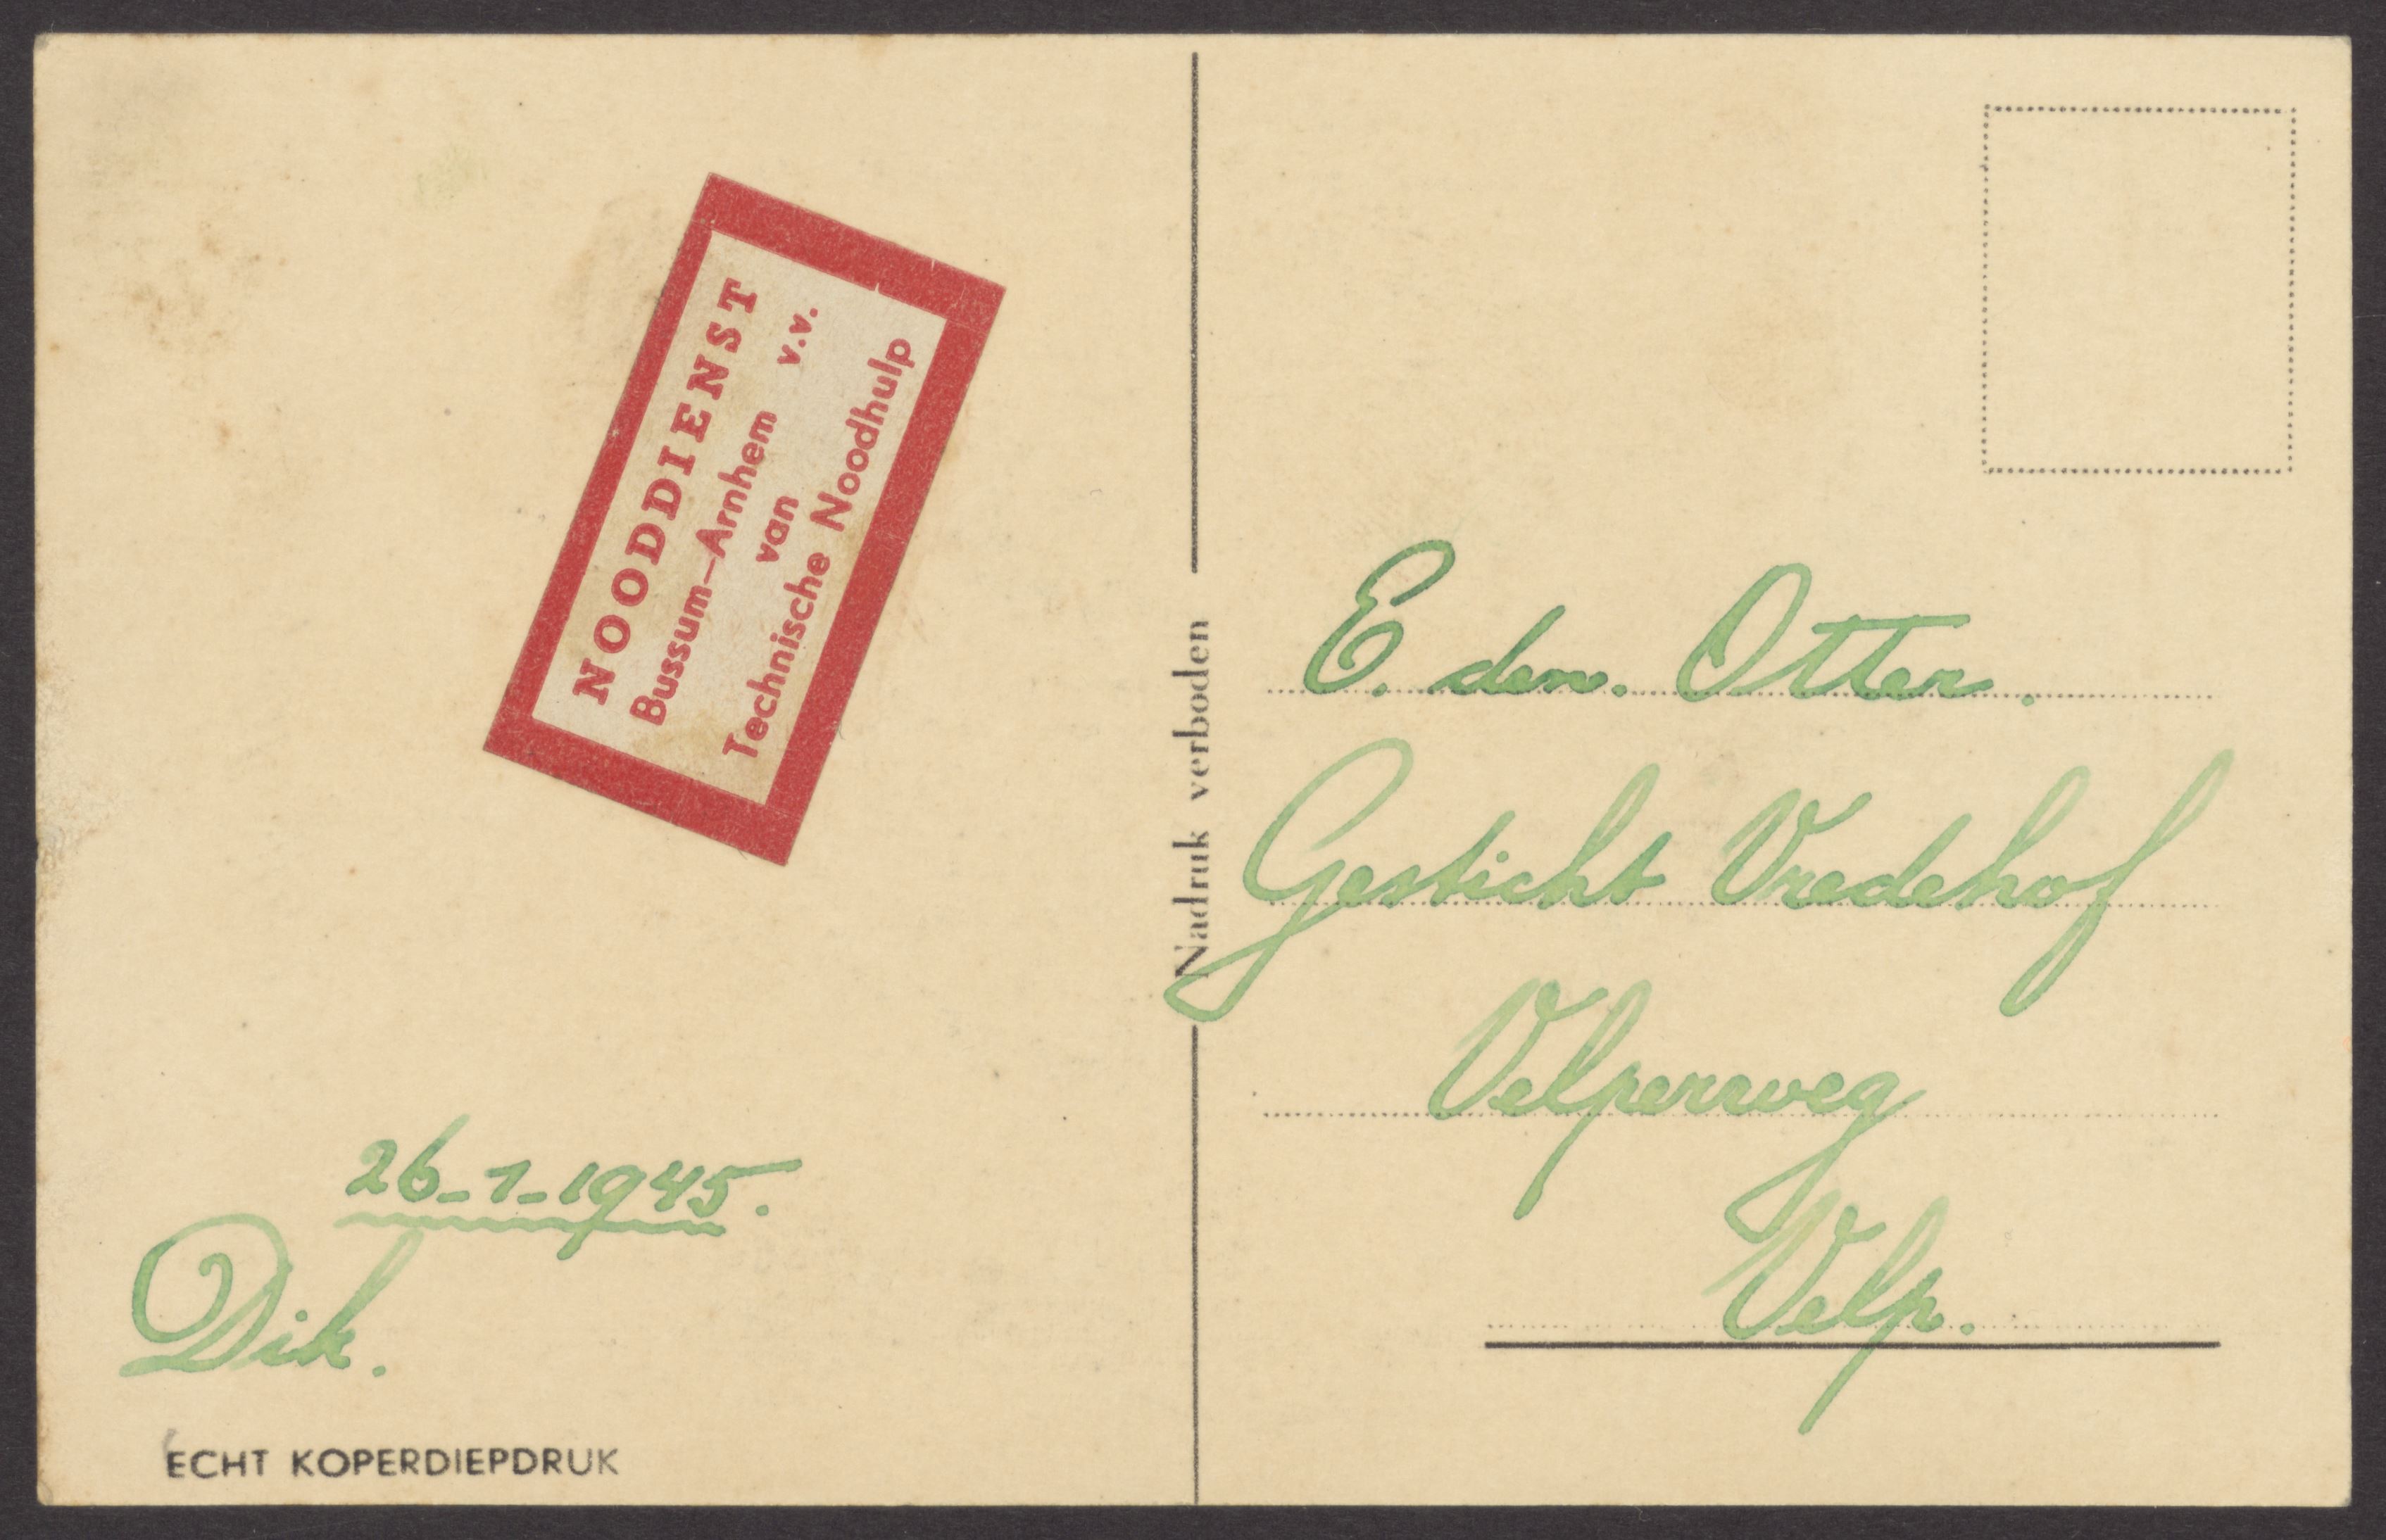 NOODDIENST
Bussum—Arnhem v.v.
van
Technische Noodhulp
26-1-1945.
Dik.
ECHT KOPERDIEPDRUK
Nadruk verboden
E. den. Otter.
Gesticht Vredehof
Velperweg
Velp.